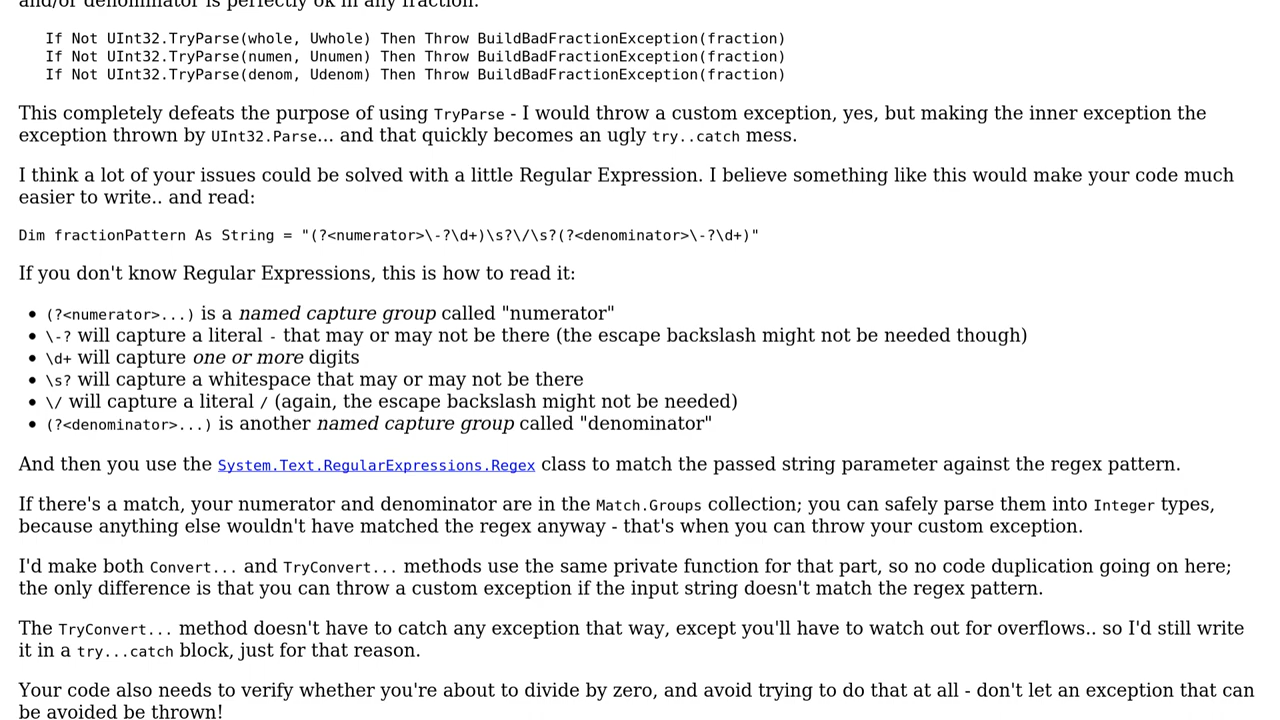 and/or denominator is perfectly ok in any fraction.
If Not UInt32.TryParse(whole, Uwhole) Then Throw BuildBadFractionException(fraction)
If Not UInt32.TryParse(numen, Unumen) Then Throw BuildBadFractionException(fraction)
If Not UInt32.TryParse(denom, Udenom) Then Throw BuildBadFractionException(fraction)
This completely defeats the purpose of using TryParse - I would throw a custom exception, yes, but making the inner exception the
exception thrown by UInt32.Parse... and that quickly becomes an ugly try..catch mess.
I think a lot of your issues could be solved with a little Regular Expression. I believe something like this would make your code much
easier to write.. and read:
Dim fractionPattern As String = "(?<numerator>\-?\d+)\s?\/\s?(?<denominator>\-?\d+)"
If you don't know Regular Expressions, this is how to read it:
• (?<numerator>...) is a named capture group called "numerator"
• \-? will capture a literal - that may or may not be there (the escape backslash might not be needed though)
• \d+ will capture one or more digits
• \s? will capture a whitespace that may or may not be there
• \/ will capture a literal / (again, the escape backslash might not be needed)
• (?<denominator>...) is another named capture group called "denominator"
And then you use the System.Text.RegularExpressions.Regex class to match the passed string parameter against the regex pattern.
If there's a match, your numerator and denominator are in the Match.Groups collection; you can safely parse them into Integer types,
because anything else wouldn't have matched the regex anyway - that's when you can throw your custom exception.
I'd make both Convert... and TryConvert... methods use the same private function for that part, so no code duplication going on here;
the only difference is that you can throw a custom exception if the input string doesn't match the regex pattern.
The TryConvert... method doesn't have to catch any exception that way, except you'll have to watch out for overflows.. so I'd still write
it in a try...catch block, just for that reason.
Your code also needs to verify whether you're about to divide by zero, and avoid trying to do that at all - don't let an exception that can
be avoided be thrown!